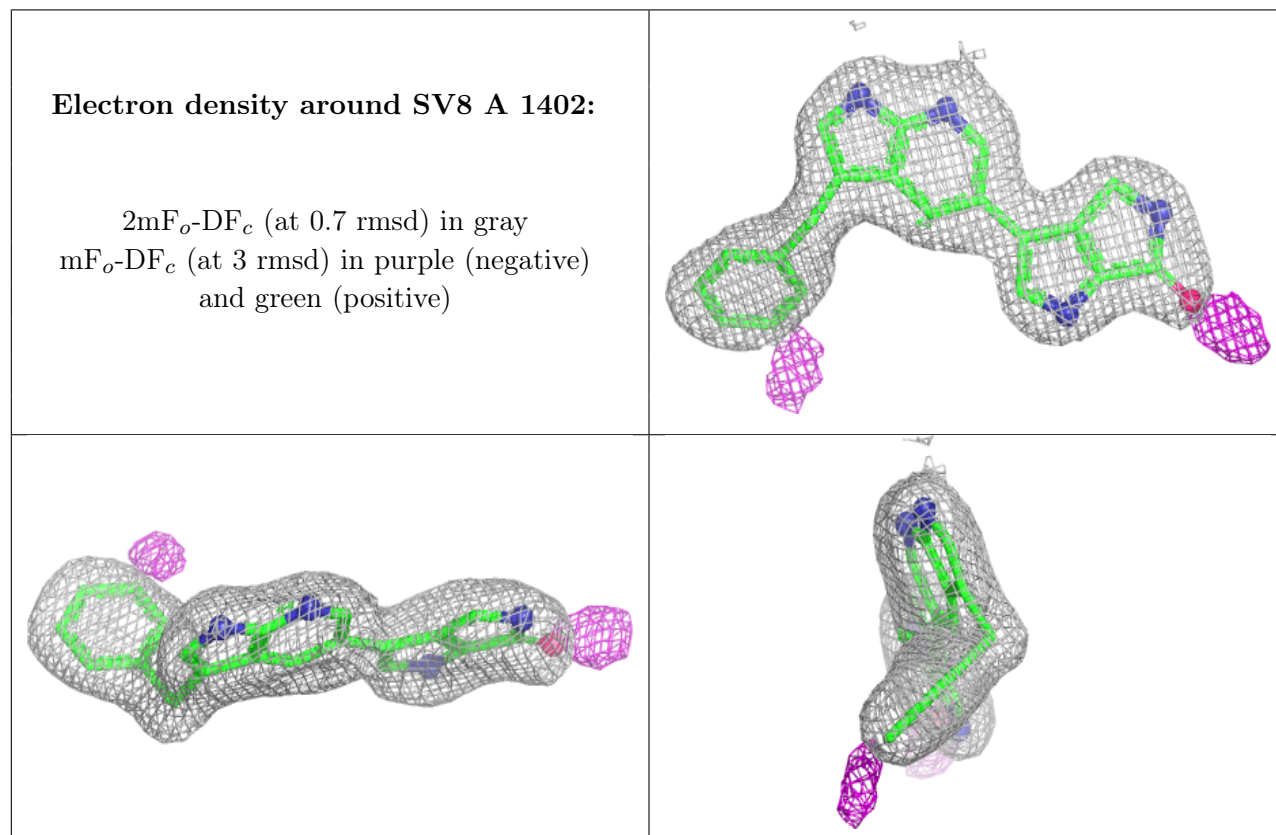 Electron density around SV8 A 1402:
2mFo-DFc (at 0.7 rmsd) in gray
mFo-DFc (at 3 rmsd) in purple (negative)
and green (positive)